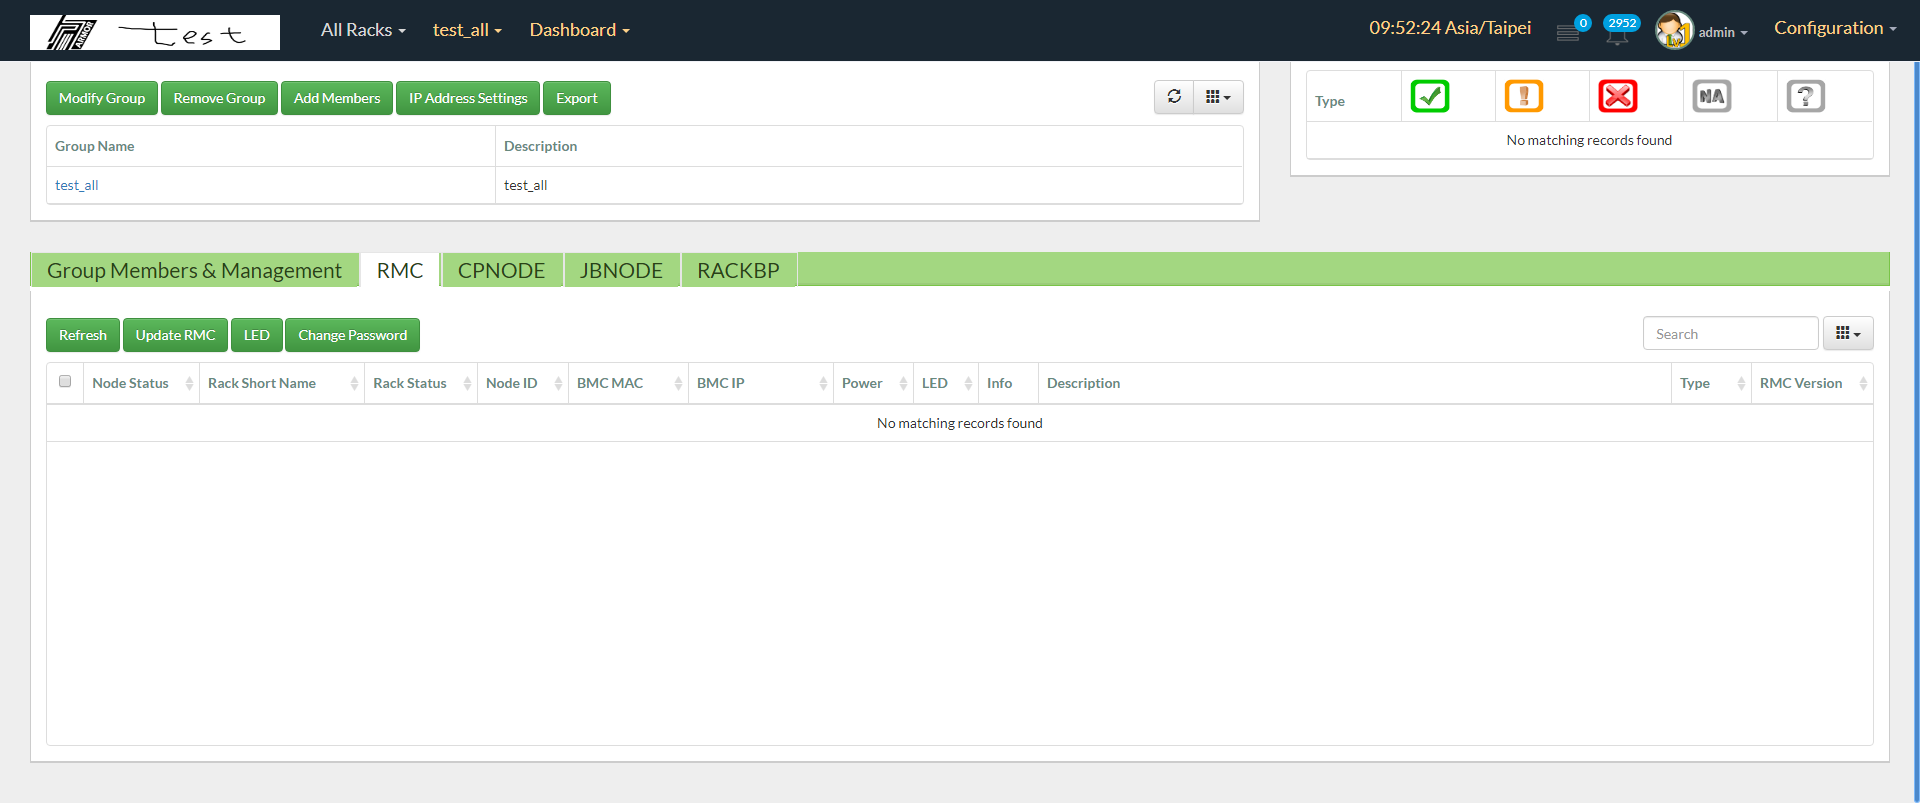 ARMOR test All Racks test_all Dashboard 09:52:24 Asia/Taipei 0 2952 admin Configuration
Modify Group Remove Group Add Members IP Address Settings Export
Type NA ?
No matching records found
Group Name Description
test_all test_all
Group Members & Management RMC CPNODE JBNODE RACKBP
Refresh Update RMC LED Change Password Search
Node Status Rack Short Name Rack Status Node ID BMC MAC BMC IP Power LED Info Description Type RMC Version
No matching records found